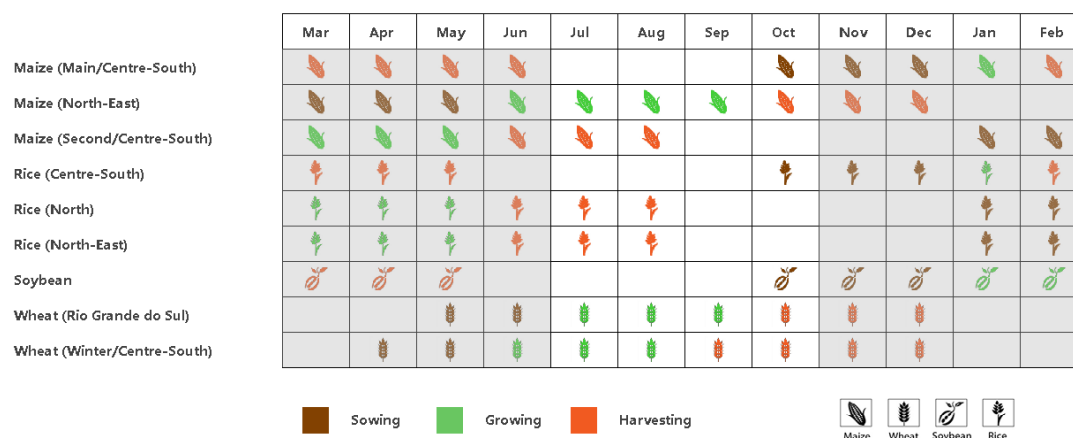 Mar Apr May Jun Jul Aug Sep Oct Nov Dec Jan Feb
Maize (Main/Centre-South)
Maize (North-East)
Maize (Second/Centre-South)
Rice (Centre-South)
Rice (North)
Rice (North-East)
Soybean
Wheat (Rio Grande do Sul)
Wheat (Winter/Centre-South)
Sowing Growing Harvesting
Maize Wheat Soybean Rice